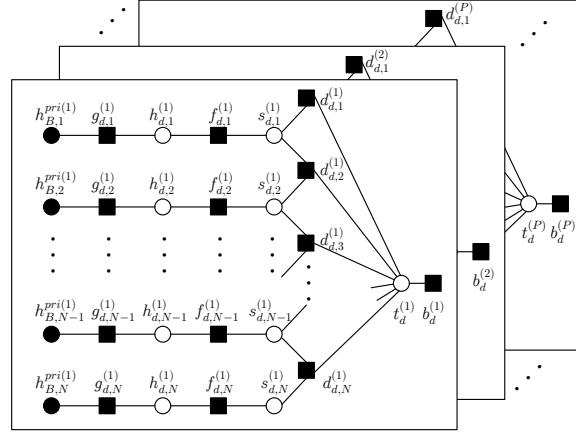 d_{d,1}^{(P)}
d_{d,1}^{(2)}
h_{B,1}^{pri(1)} g_{d,1}^{(1)} h_{d,1}^{(1)} f_{d,1}^{(1)} s_{d,1}^{(1)} d_{d,1}^{(1)}
h_{B,2}^{pri(1)} g_{d,2}^{(1)} h_{d,2}^{(1)} f_{d,2}^{(1)} s_{d,2}^{(1)} d_{d,2}^{(1)}
d_{d,3}^{(1)}
t_d^{(P)} b_d^{(P)}
b_d^{(2)}
h_{B,N-1}^{pri(1)} g_{d,N-1}^{(1)} h_{d,N-1}^{(1)} f_{d,N-1}^{(1)} s_{d,N-1}^{(1)} t_d^{(1)} b_d^{(1)}
h_{B,N}^{pri(1)} g_{d,N}^{(1)} h_{d,N}^{(1)} f_{d,N}^{(1)} s_{d,N}^{(1)} d_{d,N}^{(1)}